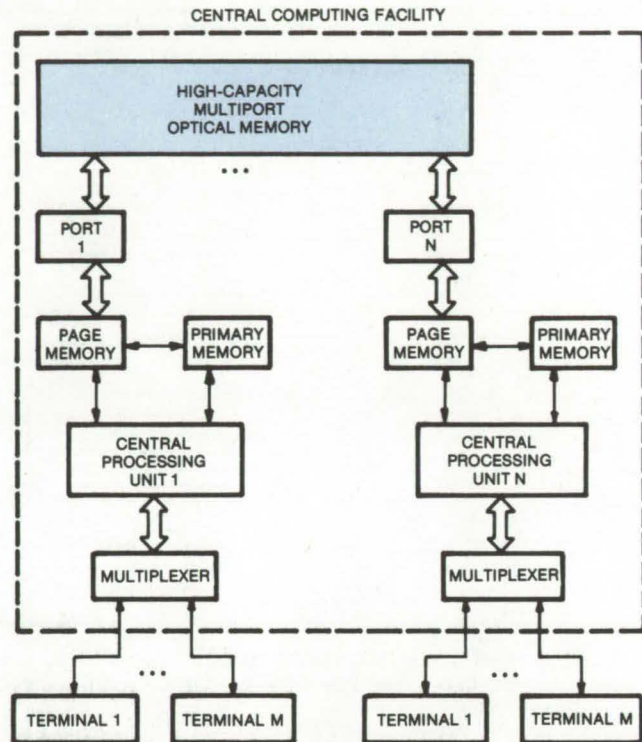 CENTRAL COMPUTING FACILITY
HIGH-CAPACITY
MULTIPORT
OPTICAL MEMORY
...
PORT
1
PORT
N
PAGE
MEMORY
PRIMARY
MEMORY
PAGE
MEMORY
PRIMARY
MEMORY
CENTRAL
PROCESSING
UNIT 1
CENTRAL
PROCESSING
UNIT N
MULTIPLEXER
MULTIPLEXER
...
...
TERMINAL 1
TERMINAL M
TERMINAL 1
TERMINAL M